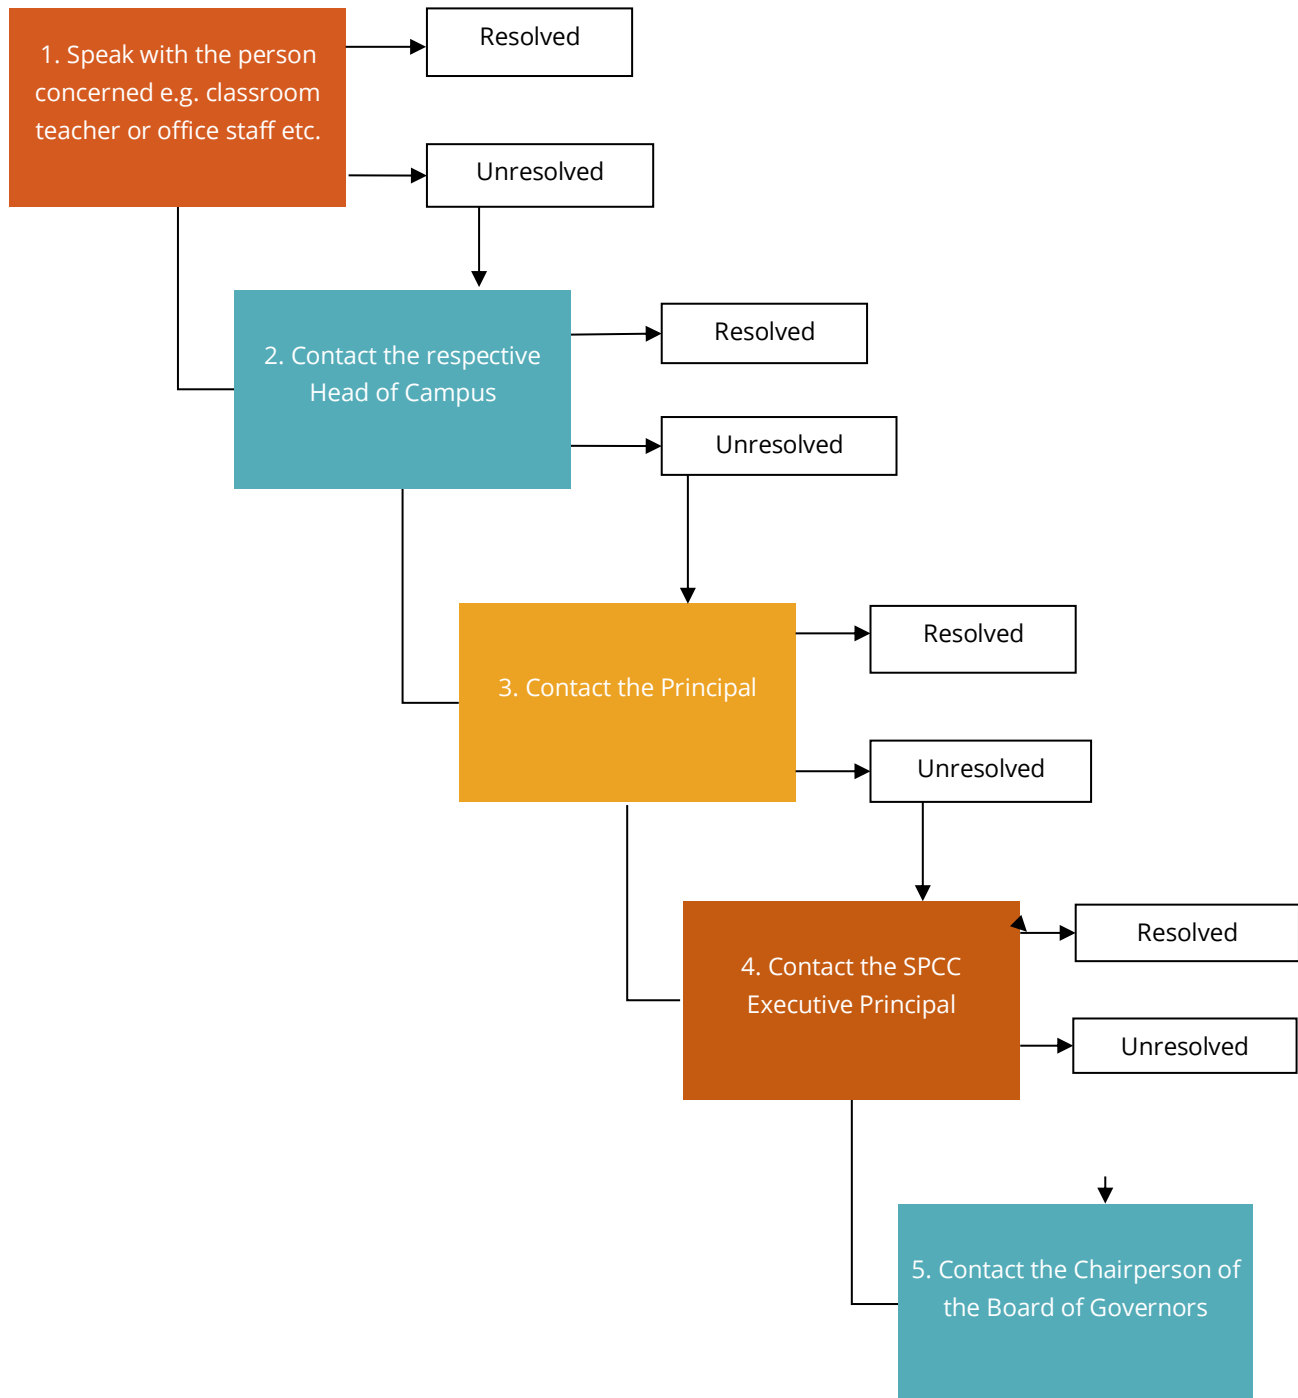 1. Speak with the person
concerned e.g. classroom
teacher or office staff etc.
Resolved
Unresolved
2. Contact the respective
Head of Campus
Resolved
Unresolved
3. Contact the Principal
Resolved
Unresolved
4. Contact the SPCC
Executive Principal
Resolved
Unresolved
5. Contact the Chairperson of
the Board of Governors